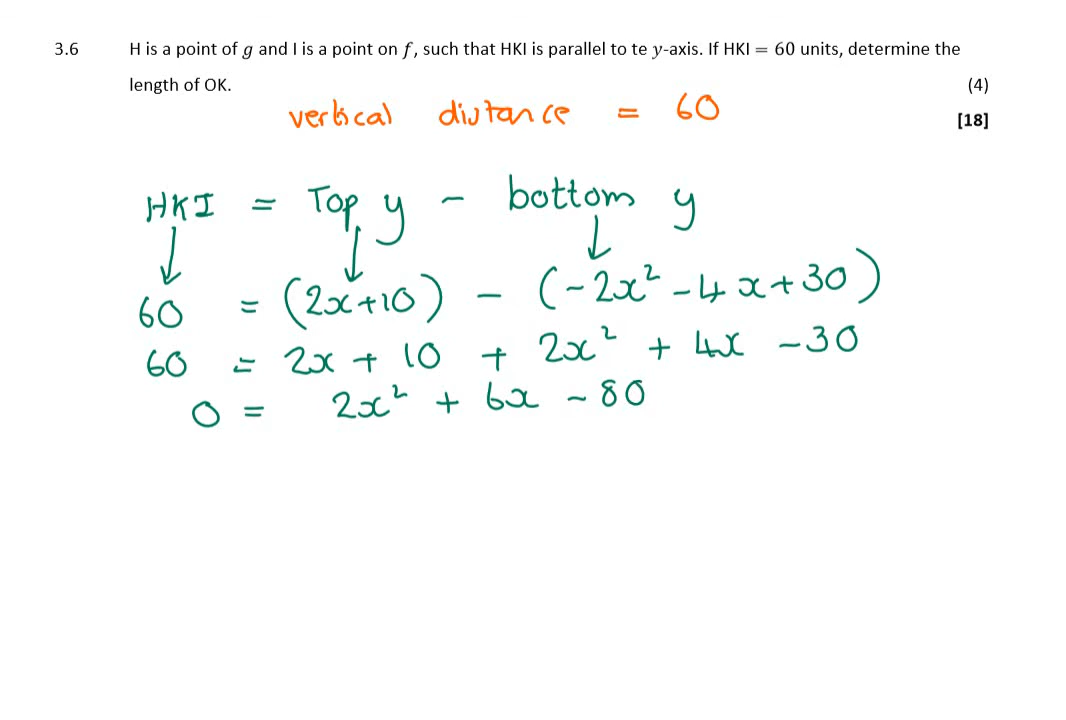 3.6 H is a point of g and I is a point on f, such that HKI is parallel to te y-axis. If HKI = 60 units, determine the
length of OK. (4)
vertical distance = 60
[18]
HKI = Top y - bottom y
60 = (2x+10) - (-2x² -4x+30)
60 = 2x + 10 + 2x² + 4x -30
0 = 2x² + 6x -80